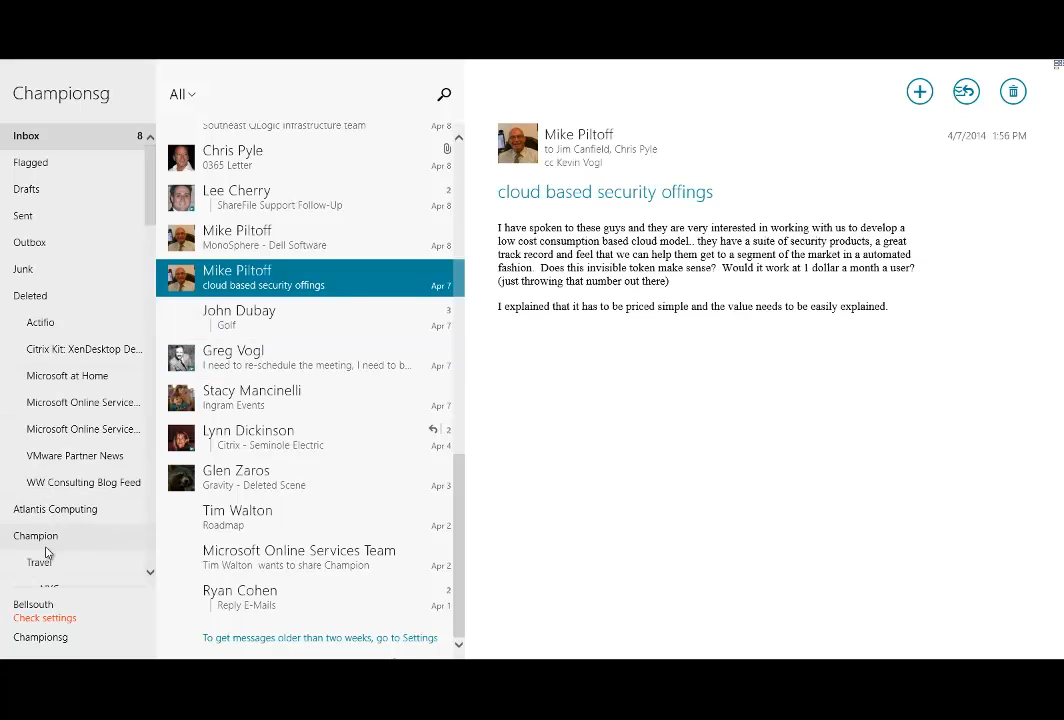 Championsg
Inbox 8
Flagged
Drafts
Sent
Outbox
Junk
Deleted
Actifio
Citrix Kit: XenDesktop De...
Microsoft at Home
Microsoft Online Service...
Microsoft Online Service...
VMware Partner News
WW Consulting Blog Feed
Atlantis Computing
Champion
Travel
Bellsouth
Check settings
Championsg
All
Southeast QLogic Infrastructure team Apr 8
Chris Pyle
0365 Letter Apr 8
Lee Cherry 2
ShareFile Support Follow-Up Apr 8
Mike Piltoff
MonoSphere - Dell Software Apr 8
Mike Piltoff
cloud based security offings Apr 7
John Dubay 3
Golf Apr 7
Greg Vogl
I need to re-schedule the meeting, I need to b... Apr 7
Stacy Mancinelli
Ingram Events Apr 7
Lynn Dickinson 2
Citrix - Seminole Electric Apr 4
Glen Zaros
Gravity - Deleted Scene Apr 3
Tim Walton
Roadmap Apr 2
Microsoft Online Services Team
Tim Walton wants to share Champion Apr 2
Ryan Cohen 2
Reply E-Mails Apr 1
To get messages older than two weeks, go to Settings
Mike Piltoff 4/7/2014 1:56 PM
to Jim Canfield, Chris Pyle
cc Kevin Vogl
cloud based security offings
I have spoken to these guys and they are very interested in working with us to develop a
low cost consumption based cloud model.. they have a suite of security products, a great
track record and feel that we can help them get to a segment of the market in a automated
fashion. Does this invisible token make sense? Would it work at 1 dollar a month a user?
(just throwing that number out there)
I explained that it has to be priced simple and the value needs to be easily explained.